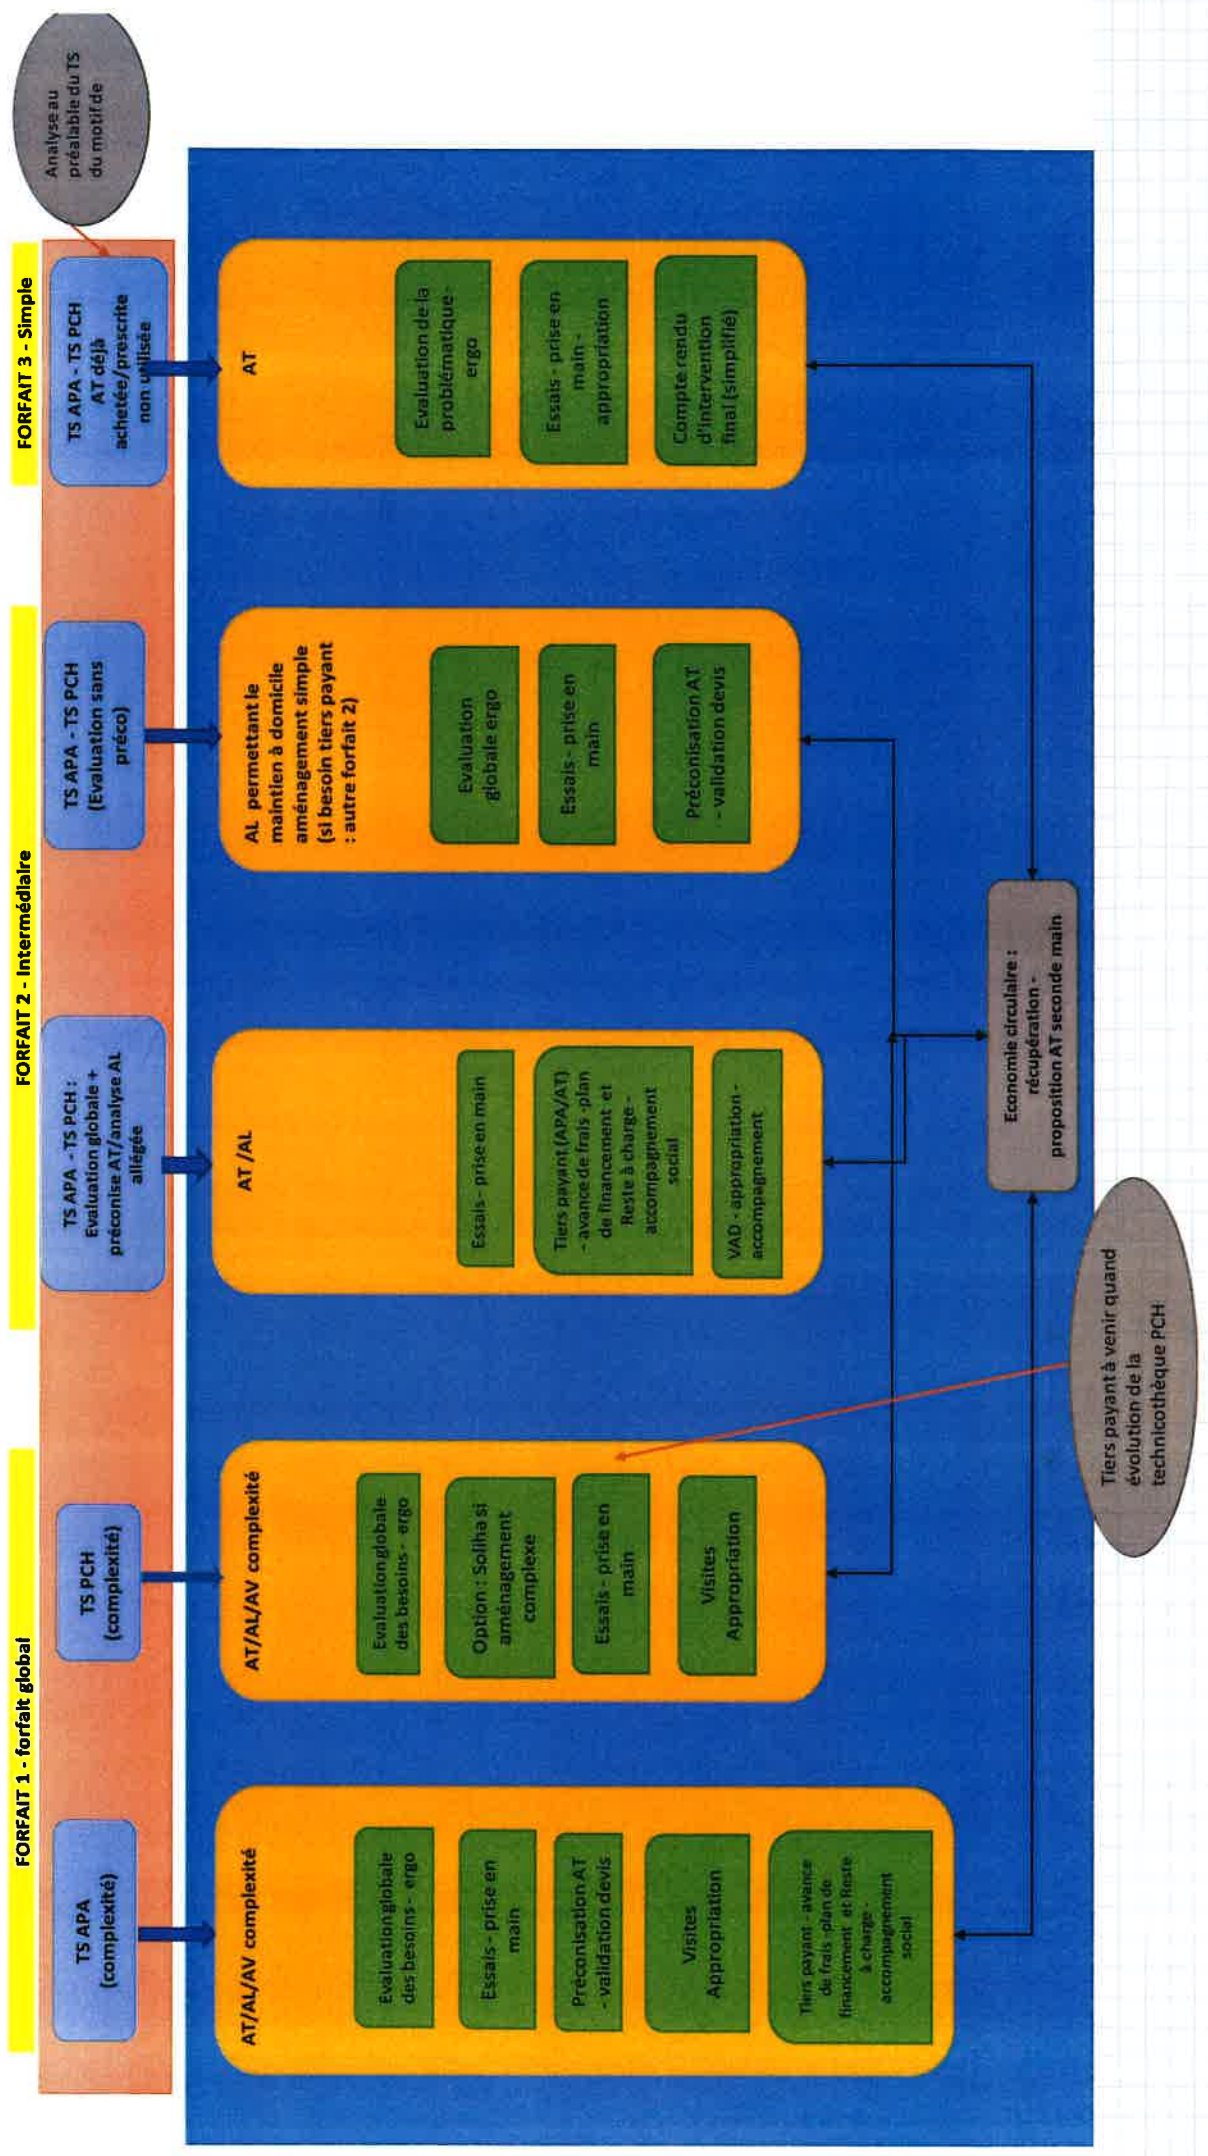 FORFAIT 1 - forfait global
FORFAIT 2 - Intermédiaire
FORFAIT 3 - Simple
TS APA
(complexité)
TS PCH
(complexité)
TS APA - TS PCH :
Evaluation globale +
préconise AT/analyse AL
allégée
TS APA - TS PCH
(Evaluation sans
préco)
TS APA - TS PCH
AT déjà
achetée/prescrite
non utilisée
Analyse au
préalable du TS
du motif de
AT/AL/AV complexité
Evaluation globale
des besoins - ergo
Essais - prise en
main
Préconisation AT
- validation devis
Visites
Appropriation
Tiers payant - avance
de frais -plan de
financement et Reste
à charge -
accompagnement
social
AT/AL/AV complexité
Evaluation globale
des besoins - ergo
Option : Soliha si
aménagement
complexe
Essais - prise en
main
Visites
Appropriation
AT /AL
Essais - prise en main
Tiers payant (APA/AT)
- avance de frais -plan
de financement et
Reste à charge -
accompagnement
social
VAD - appropriation -
accompagnement
AL permettant le
maintien à domicile
aménagement simple
(si besoin tiers payant
: autre forfait 2)
Evaluation
globale ergo
Essais - prise en
main
Préconisation AT
- validation devis
AT
Evaluation de la
problématique-
ergo
Essais - prise en
main -
appropriation
Compte rendu
d'intervention
final (simplifié)
Economie circulaire :
récupération -
proposition AT seconde main
Tiers payant à venir quand
évolution de la
technicothèque PCH